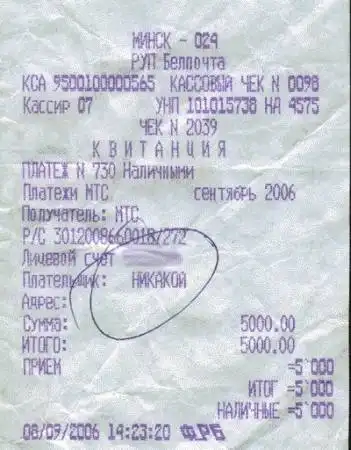 МИНСК - 024
РУП Белпочта
КСА 9500100000565 КАССОВЫЙ ЧЕК N 0098
Кассир 07 УНП 101015738 НА 4575
ЧЕК N 2039
КВИТАНЦИЯ
ПЛАТЕЖ N 730 Наличными
Платежи МТС сентябрь 2006
Получатель: МТС
Р/С 3012008660018/272
Лицевой счет
Плательщик: НИКАКОЙ
Адрес:
Сумма: 5000.00
ИТОГО: 5000.00
ПРИЕМ =5`000
ИТОГ =5`000
НАЛИЧНЫЕ =5`000
08/09/2006 14:23:20 ФРБ